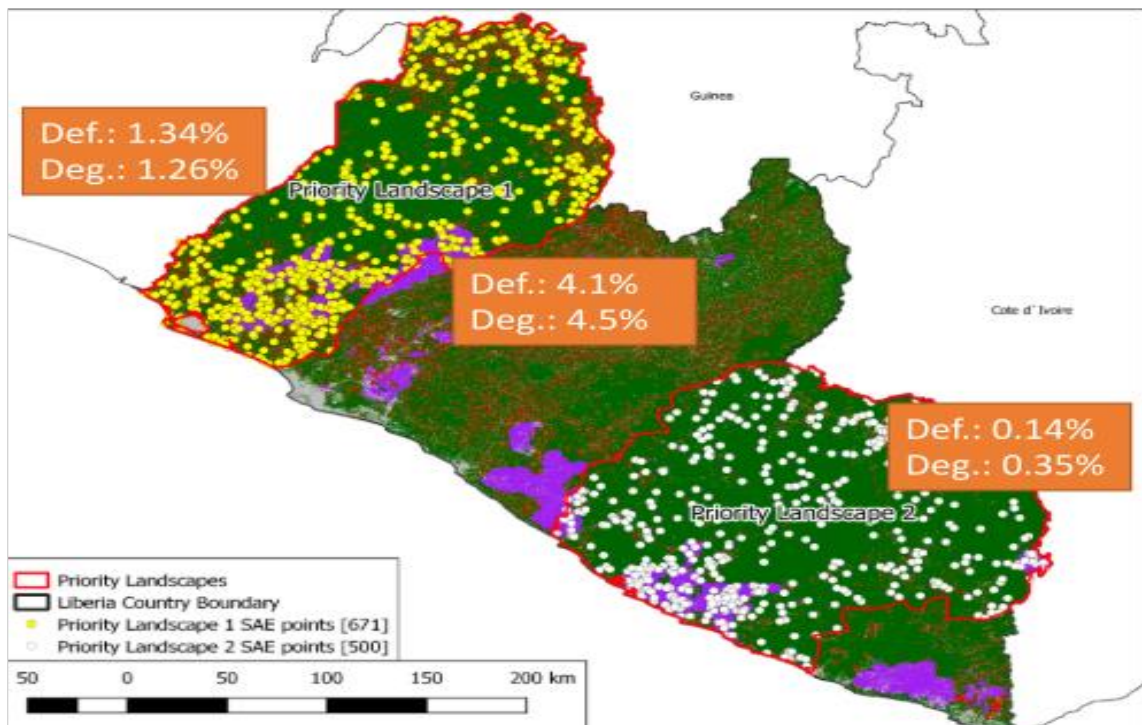 Guinea
Def.: 1.34%
Deg.: 1.26%
Priority Landscape 1
Def.: 4.1%
Deg.: 4.5%
Cote d`Ivoire
Def.: 0.14%
Deg.: 0.35%
Priority Landscape 2
Priority Landscapes
Liberia Country Boundary
Priority Landscape 1 SAE points [671]
Priority Landscape 2 SAE points [500]
50 0 50 100 150 200 km